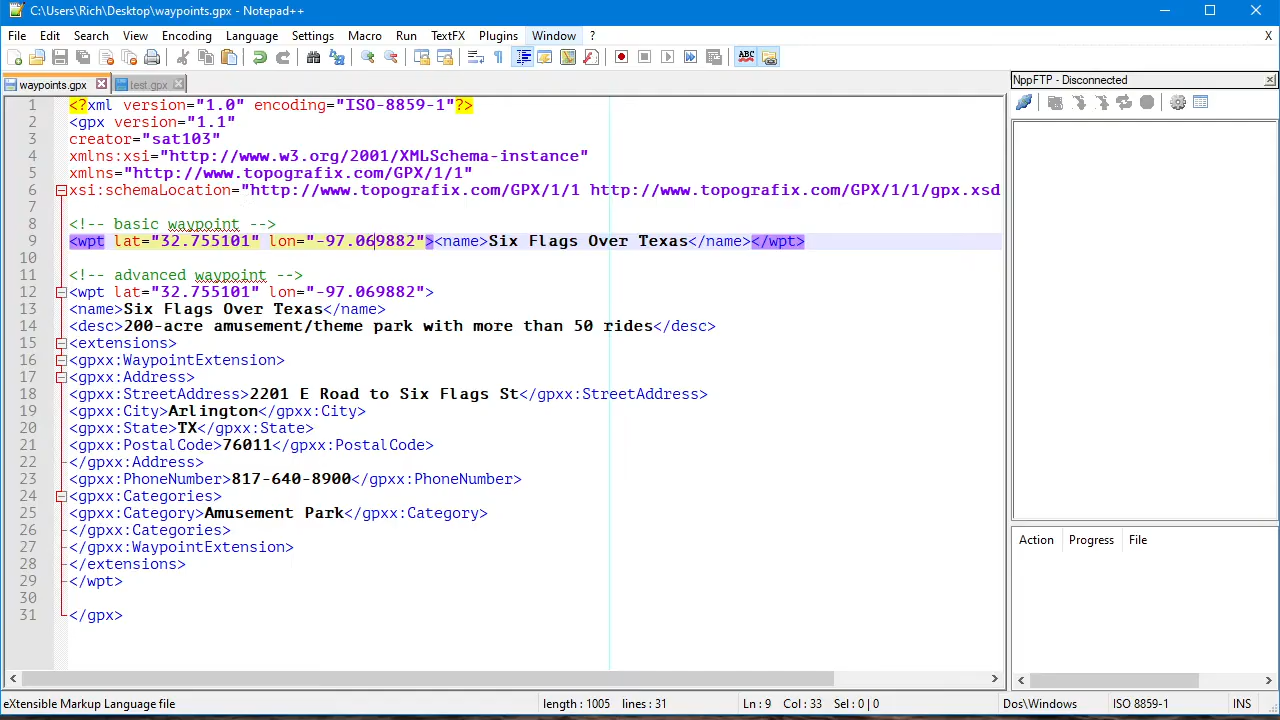 C:\Users\Rich\Desktop\waypoints.gpx - Notepad++
File Edit Search View Encoding Language Settings Macro Run TextFX Plugins Window ? X
ABC
waypoints.gpx test.gpx
NppFTP - Disconnected
1 <?xml version="1.0" encoding="ISO-8859-1"?>
2 <gpx version="1.1"
3 creator="sat103"
4 xmlns:xsi="http://www.w3.org/2001/XMLSchema-instance"
5 xmlns="http://www.topografix.com/GPX/1/1"
6 xsi:schemaLocation="http://www.topografix.com/GPX/1/1 http://www.topografix.com/GPX/1/1/gpx.xsd
7
8 <!-- basic waypoint -->
9 <wpt lat="32.755101" lon="-97.069882"><name>Six Flags Over Texas</name></wpt>
10
11 <!-- advanced waypoint -->
12 <wpt lat="32.755101" lon="-97.069882">
13 <name>Six Flags Over Texas</name>
14 <desc>200-acre amusement/theme park with more than 50 rides</desc>
15 <extensions>
16 <gpxx:WaypointExtension>
17 <gpxx:Address>
18 <gpxx:StreetAddress>2201 E Road to Six Flags St</gpxx:StreetAddress>
19 <gpxx:City>Arlington</gpxx:City>
20 <gpxx:State>TX</gpxx:State>
21 <gpxx:PostalCode>76011</gpxx:PostalCode>
22 </gpxx:Address>
23 <gpxx:PhoneNumber>817-640-8900</gpxx:PhoneNumber>
24 <gpxx:Categories>
25 <gpxx:Category>Amusement Park</gpxx:Category>
26 </gpxx:Categories>
27 </gpxx:WaypointExtension>
28 </extensions>
29 </wpt>
30
31 </gpx>
Action Progress File
eXtensible Markup Language file length : 1005 lines : 31 Ln : 9 Col : 33 Sel : 0 | 0 Dos\Windows ISO 8859-1 INS